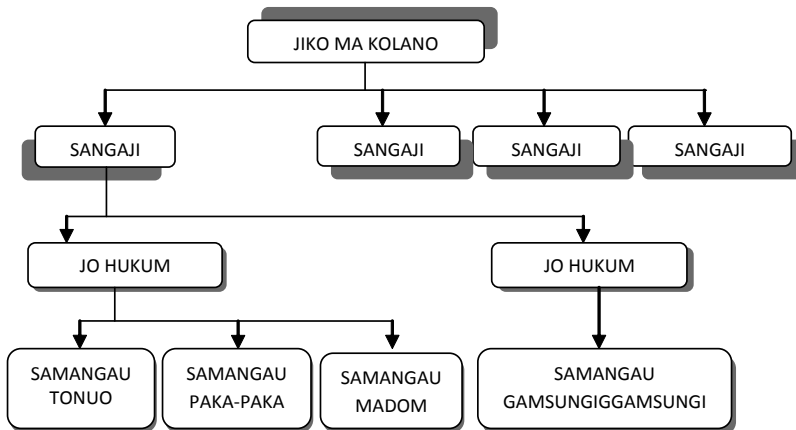 JIKO MA KOLANO
SANGAJI
SANGAJI
SANGAJI
SANGAJI
JO HUKUM
JO HUKUM
SAMANGAU
TONUO
SAMANGAU
PAKA-PAKA
SAMANGAU
MADOM
SAMANGAU
GAMSUNGIGGAMSUNGI